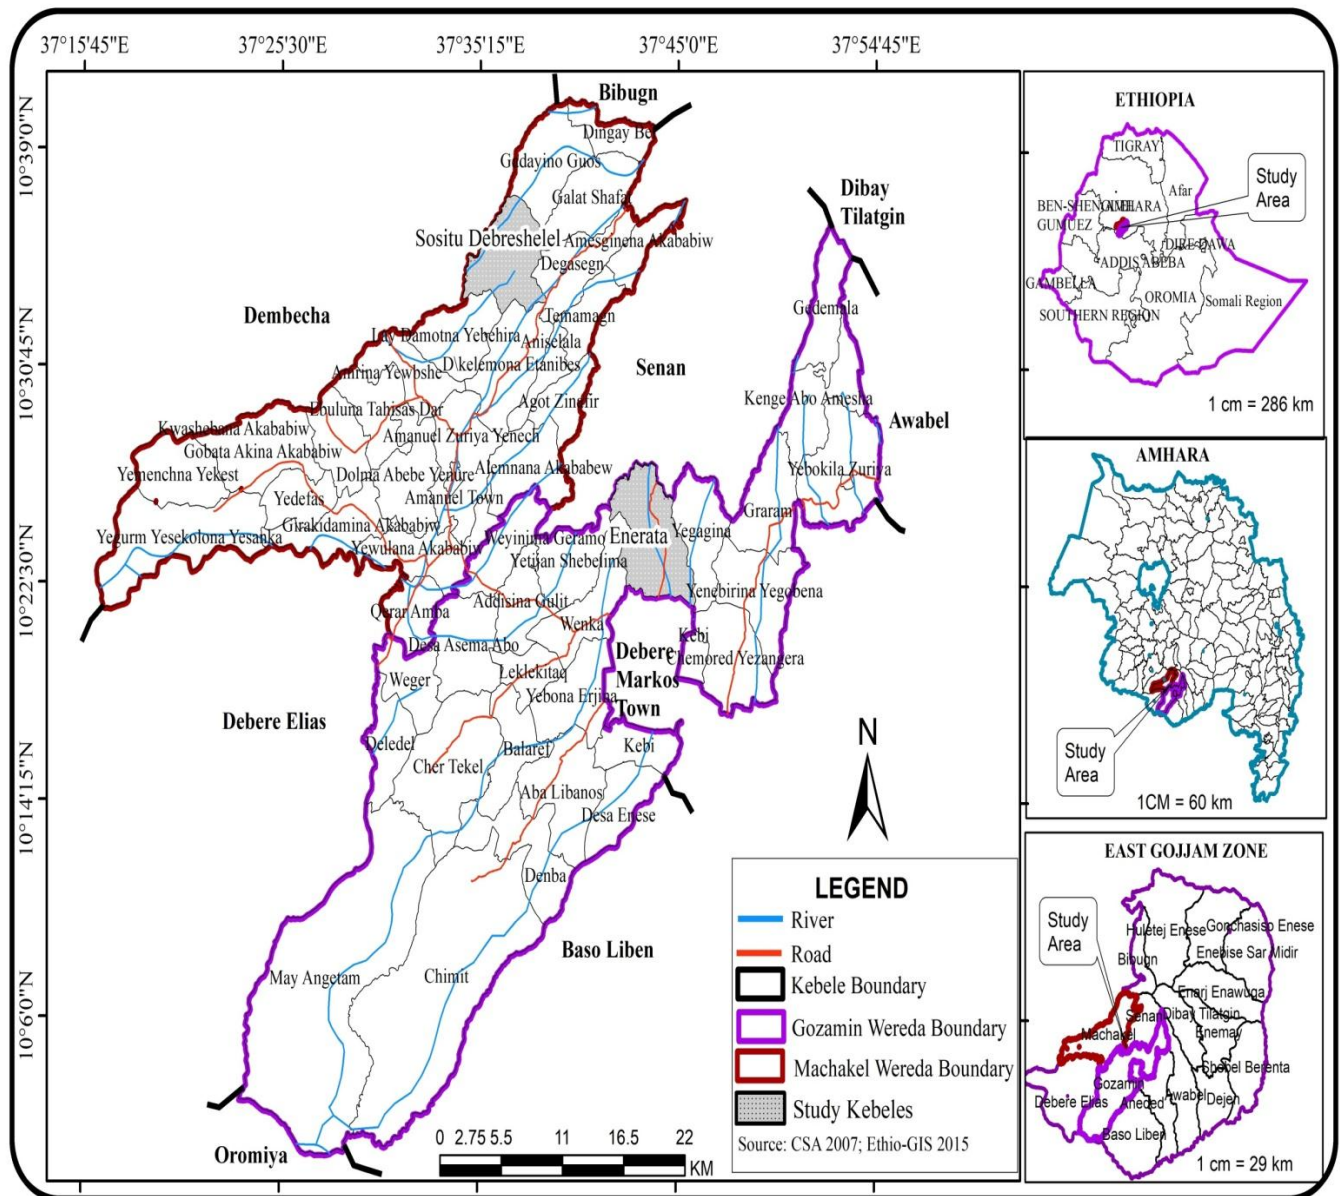 37°15'45"E
37°25'30"E
37°35'15"E
37°45'0"E
37°54'45"E
10°39'0"N
10°30'45"N
10°22'30"N
10°14'15"N
10°6'0"N
Bibugn
Dingay Be
Gedayino Guos
Galat Shafa
Sositu Debreshelel
Amesginena Akababiw
Degasegn
Dembecha
Temamagn
Lay Damotna Yebehira
Aniselala
D\kelemona Etanibes
Amrina Yewbshe
Senan
Ebuluna Tahisas Dar
Agot Zinefir
Kwashebana Akababiw
Amanuel Zuriya Yenech
Gobata Akina Akababiw
Yemenchna Yekest
Dolma Abebe Yenure
Alemnana Akababew
Yedefas
Amanuel Town
Girakidamina Akababiw
Yegurm Yesekolona Yesanka
Yewulana Akababiw
Weyinima Geramo
Enerata
Yegagina
Graram
Yetijan Shebelima
Dibay
Tilatgin
Gedemala
Kenge Abo Amesha
Awabel
Yebokila Zuriya
Yenebirina Yegobena
Qerar Amba
Addisina Gulit
Wenka
Desa Asema Abo
Kebi
Chemored Yezangera
Debere
Markos
Town
Leklekitaq
Weger
Yebona Erjina
Debere Elias
Deledel
Balaref
Kebi
Cher Tekel
Aba Libanos
Desa Enese
Denba
Baso Liben
May Angetam
Chimit
Oromiya
N
0 2.75 5.5 11 16.5 22
KM
LEGEND
River
Road
Kebele Boundary
Gozamin Wereda Boundary
Machakel Wereda Boundary
Study Kebeles
Source: CSA 2007; Ethio-GIS 2015
ETHIOPIA
TIGRAY
Afar
Study
Area
GUMUEZ
DIRE DAWA
ADDIS ABEBA
GAMBELLA
OROMIA
Somali Region
SOUTHERN REGION
1 cm = 286 km
AMHARA
Study
Area
1CM = 60 km
EAST GOJJAM ZONE
Study
Area
Huletej Enese
Gonchasiso Enese
Enebise Sar Midir
Bibugn
Enarj Enawuga
Senan
Dibay Tilatgin
Machakel
Enemay
Shebel Berenta
Gozamin
Debere Elias
Aneded
Awabel
Dejen
Baso Liben
1 cm = 29 km